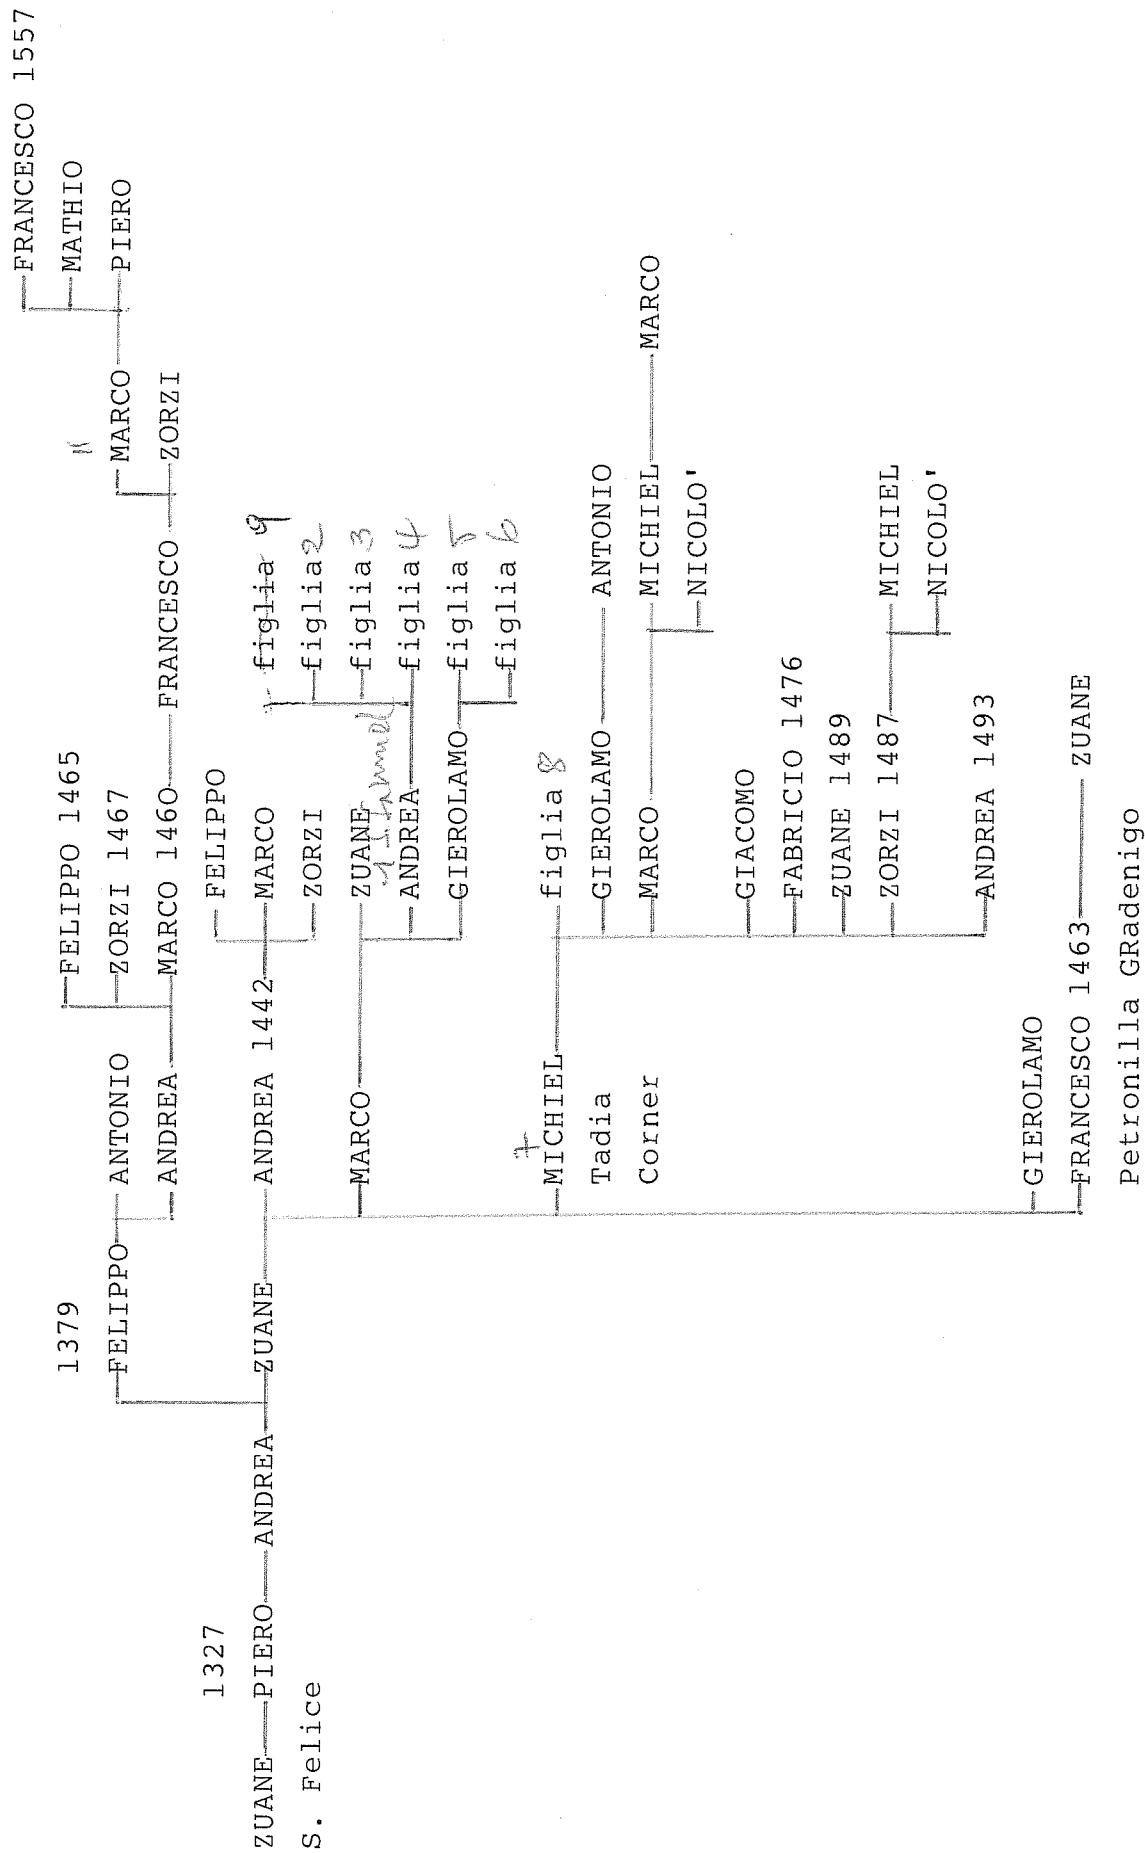 FRANCESCO 1557
1379 FELIPPO 1465 MATHIO
FELIPPO ANTONIO ZORZI 1467 MARCO PIERO
ANDREA MARCO 1460 FRANCESCO ZORZI
1327 FELIPPO
ZUANE PIERO ANDREA ZUANE ANDREA 1442 MARCO figlia 9
S. Felice ZORZI figlia 2
MARCO ZUANE figlia 3
ANDREA figlia 4
GIEROLAMO figlia 5
figlia 6
7
MICHIEL figlia 8
Tadia GIEROLAMO ANTONIO
Corner MARCO MICHIEL MARCO
NICOLO'
GIACOMO
FABRICIO 1476
ZUANE 1489
ZORZI 1487 MICHIEL
NICOLO'
ANDREA 1493
GIEROLAMO
FRANCESCO 1463 ZUANE
Petronilla GRadenigo